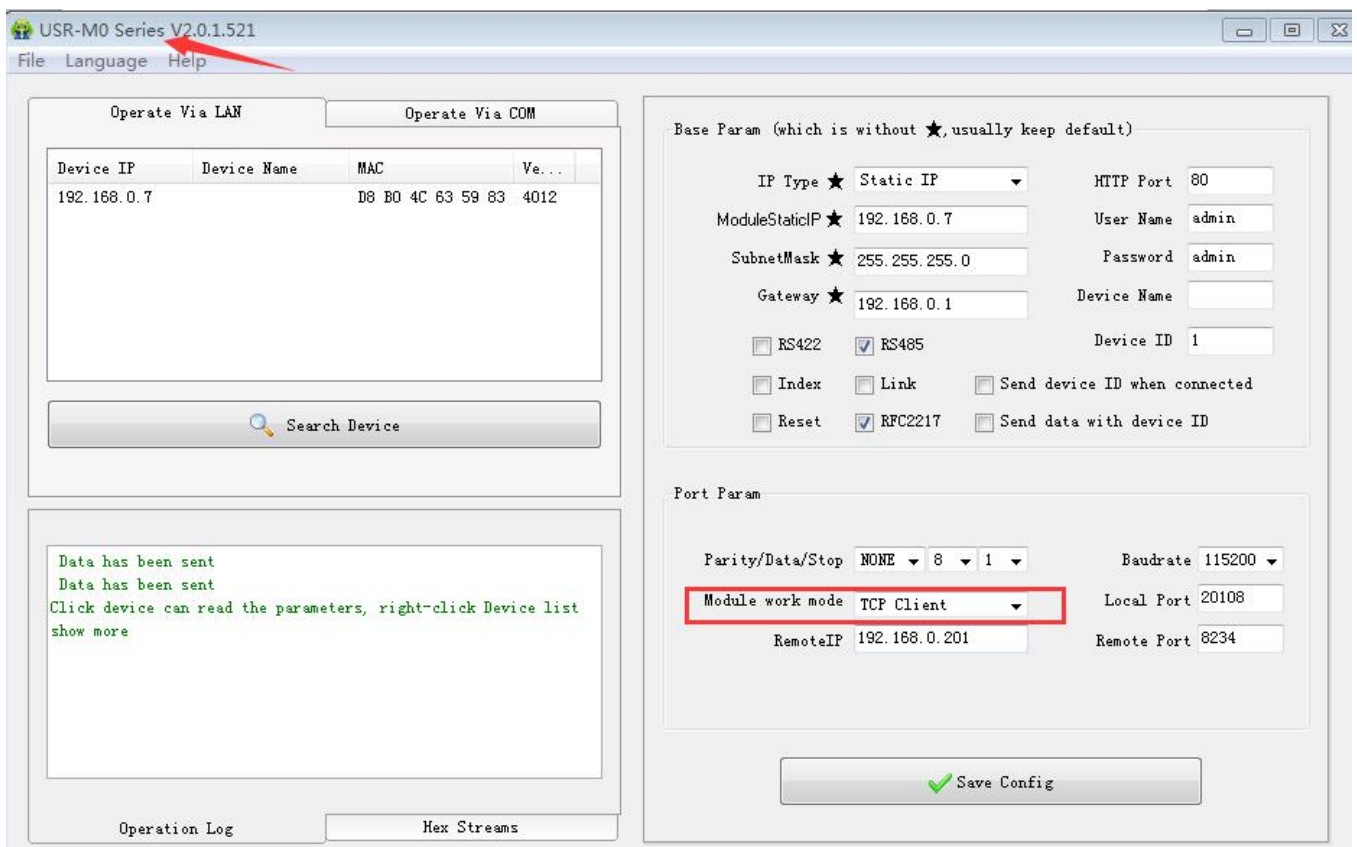 USR-M0 Series V2.0.1.521
File Language Help
Operate Via LAN
Operate Via COM
Device IP Device Name MAC Ve...
192.168.0.7 D8 B0 4C 63 59 83 4012
Search Device
Data has been sent
Data has been sent
Click device can read the parameters, right-click Device list
show more
Operation Log
Hex Streams
Base Param (which is without ★,usually keep default)
IP Type ★ Static IP HTTP Port 80
ModuleStaticIP ★ 192.168.0.7 User Name admin
SubnetMask ★ 255.255.255.0 Password admin
Gateway ★ 192.168.0.1 Device Name
RS422 RS485 Device ID 1
Index Link Send device ID when connected
Reset RFC2217 Send data with device ID
Port Param
Parity/Data/Stop NONE 8 1 Baudrate 115200
Module work mode TCP Client Local Port 20108
RemoteIP 192.168.0.201 Remote Port 8234
Save Config